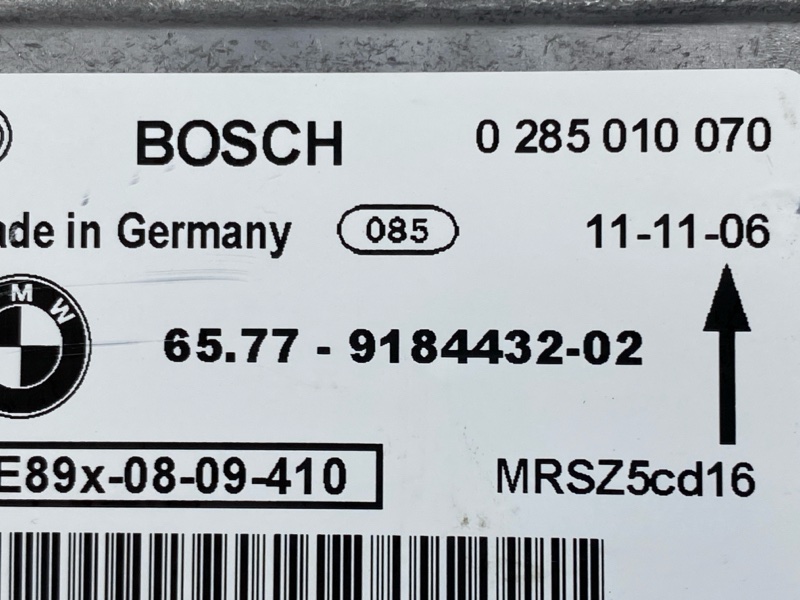 BOSCH 0 285 010 070
ade in Germany 085 11-11-06
M W
65.77 - 9184432-02
E89x-08-09-410 MRSZ5cd16